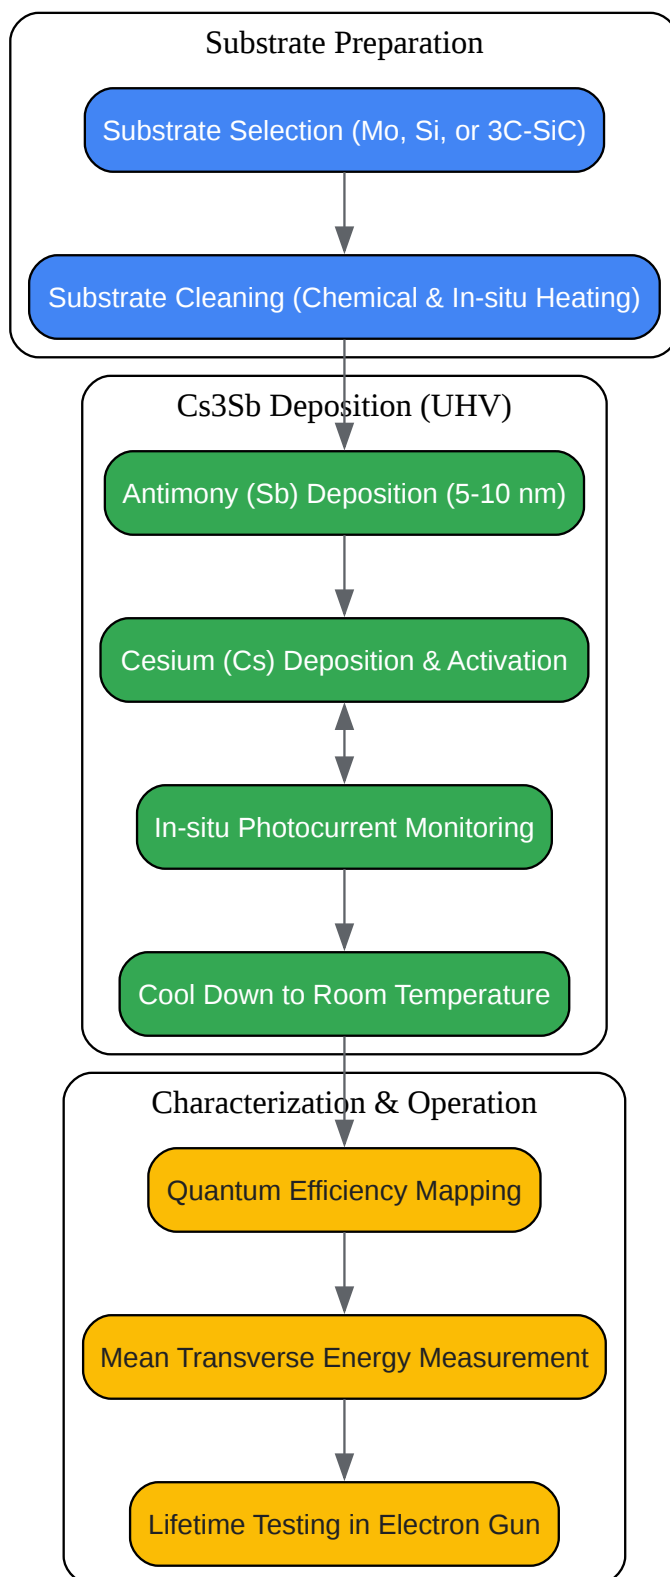 Substrate Preparation
Substrate Selection (Mo, Si, or 3C-SiC)
Substrate Cleaning (Chemical & In-situ Heating)
Cs3Sb Deposition (UHV)
Antimony (Sb) Deposition (5-10 nm)
Cesium (Cs) Deposition & Activation
In-situ Photocurrent Monitoring
Cool Down to Room Temperature
Characterization & Operation
Quantum Efficiency Mapping
Mean Transverse Energy Measurement
Lifetime Testing in Electron Gun